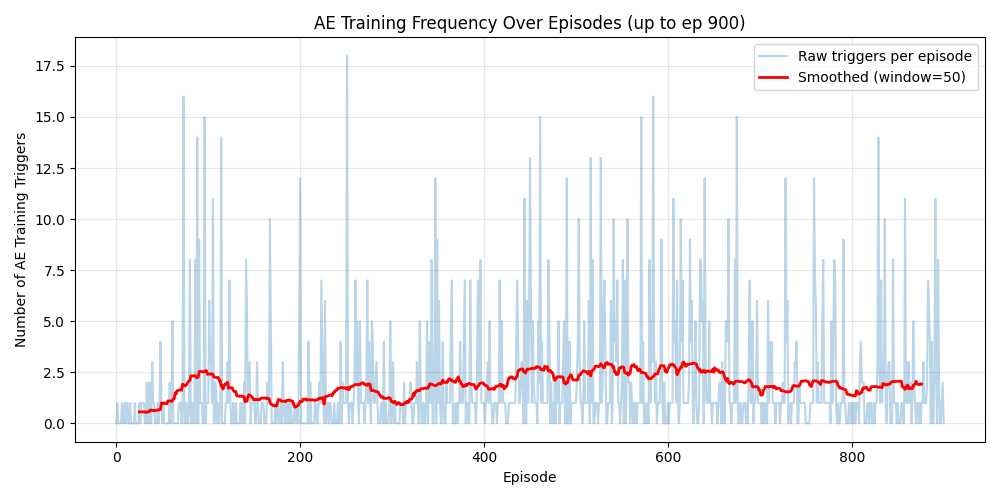 AE Training Frequency Over Episodes (up to ep 900)
Raw triggers per episode
Smoothed (window=50)
Number of AE Training Triggers
17.5
15.0
12.5
10.0
7.5
5.0
2.5
0.0
0 200 400 600 800
Episode